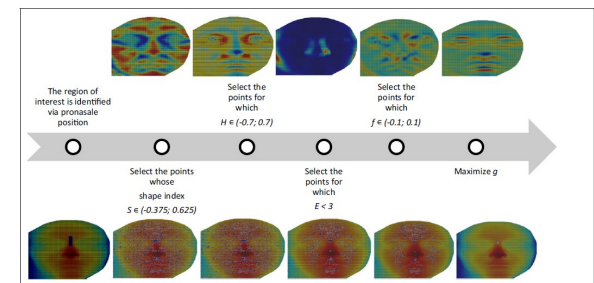 The region of
interest is identified
via pronasale
position
Select the points
whose
shape index
S ∈ (-0.375; 0.625)
Select the
points for
which
H ∈ (-0.7; 0.7)
Select the
points for
which
E < 3
Select the
points for
which
f ∈ (-0.1; 0.1)
Maximize g